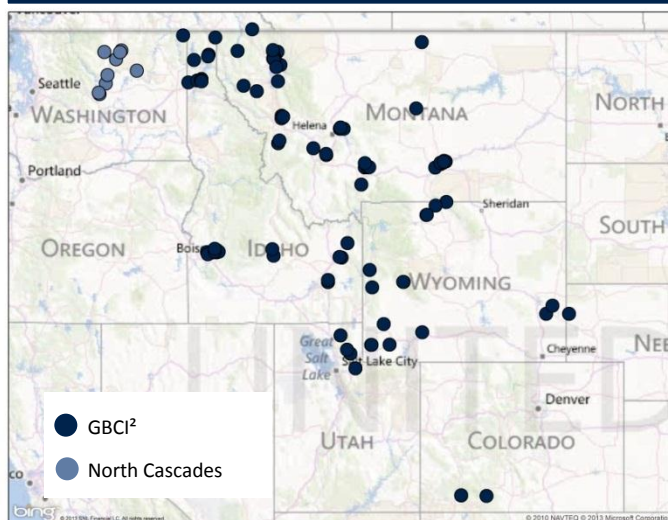 Seattle
WASHINGTON
MONTANA
NORTH
Helena
Portland
Sheridan
OREGON
IDAHO
SOUTH
WYOMING
Great
Salt
Lake
Salt Lake City
UNITED
NE
Cheyenne
Denver
UTAH
COLORADO
GBCI²
North Cascades
bing
© 2010 NAVTEQ © 2013 Microsoft Corporation